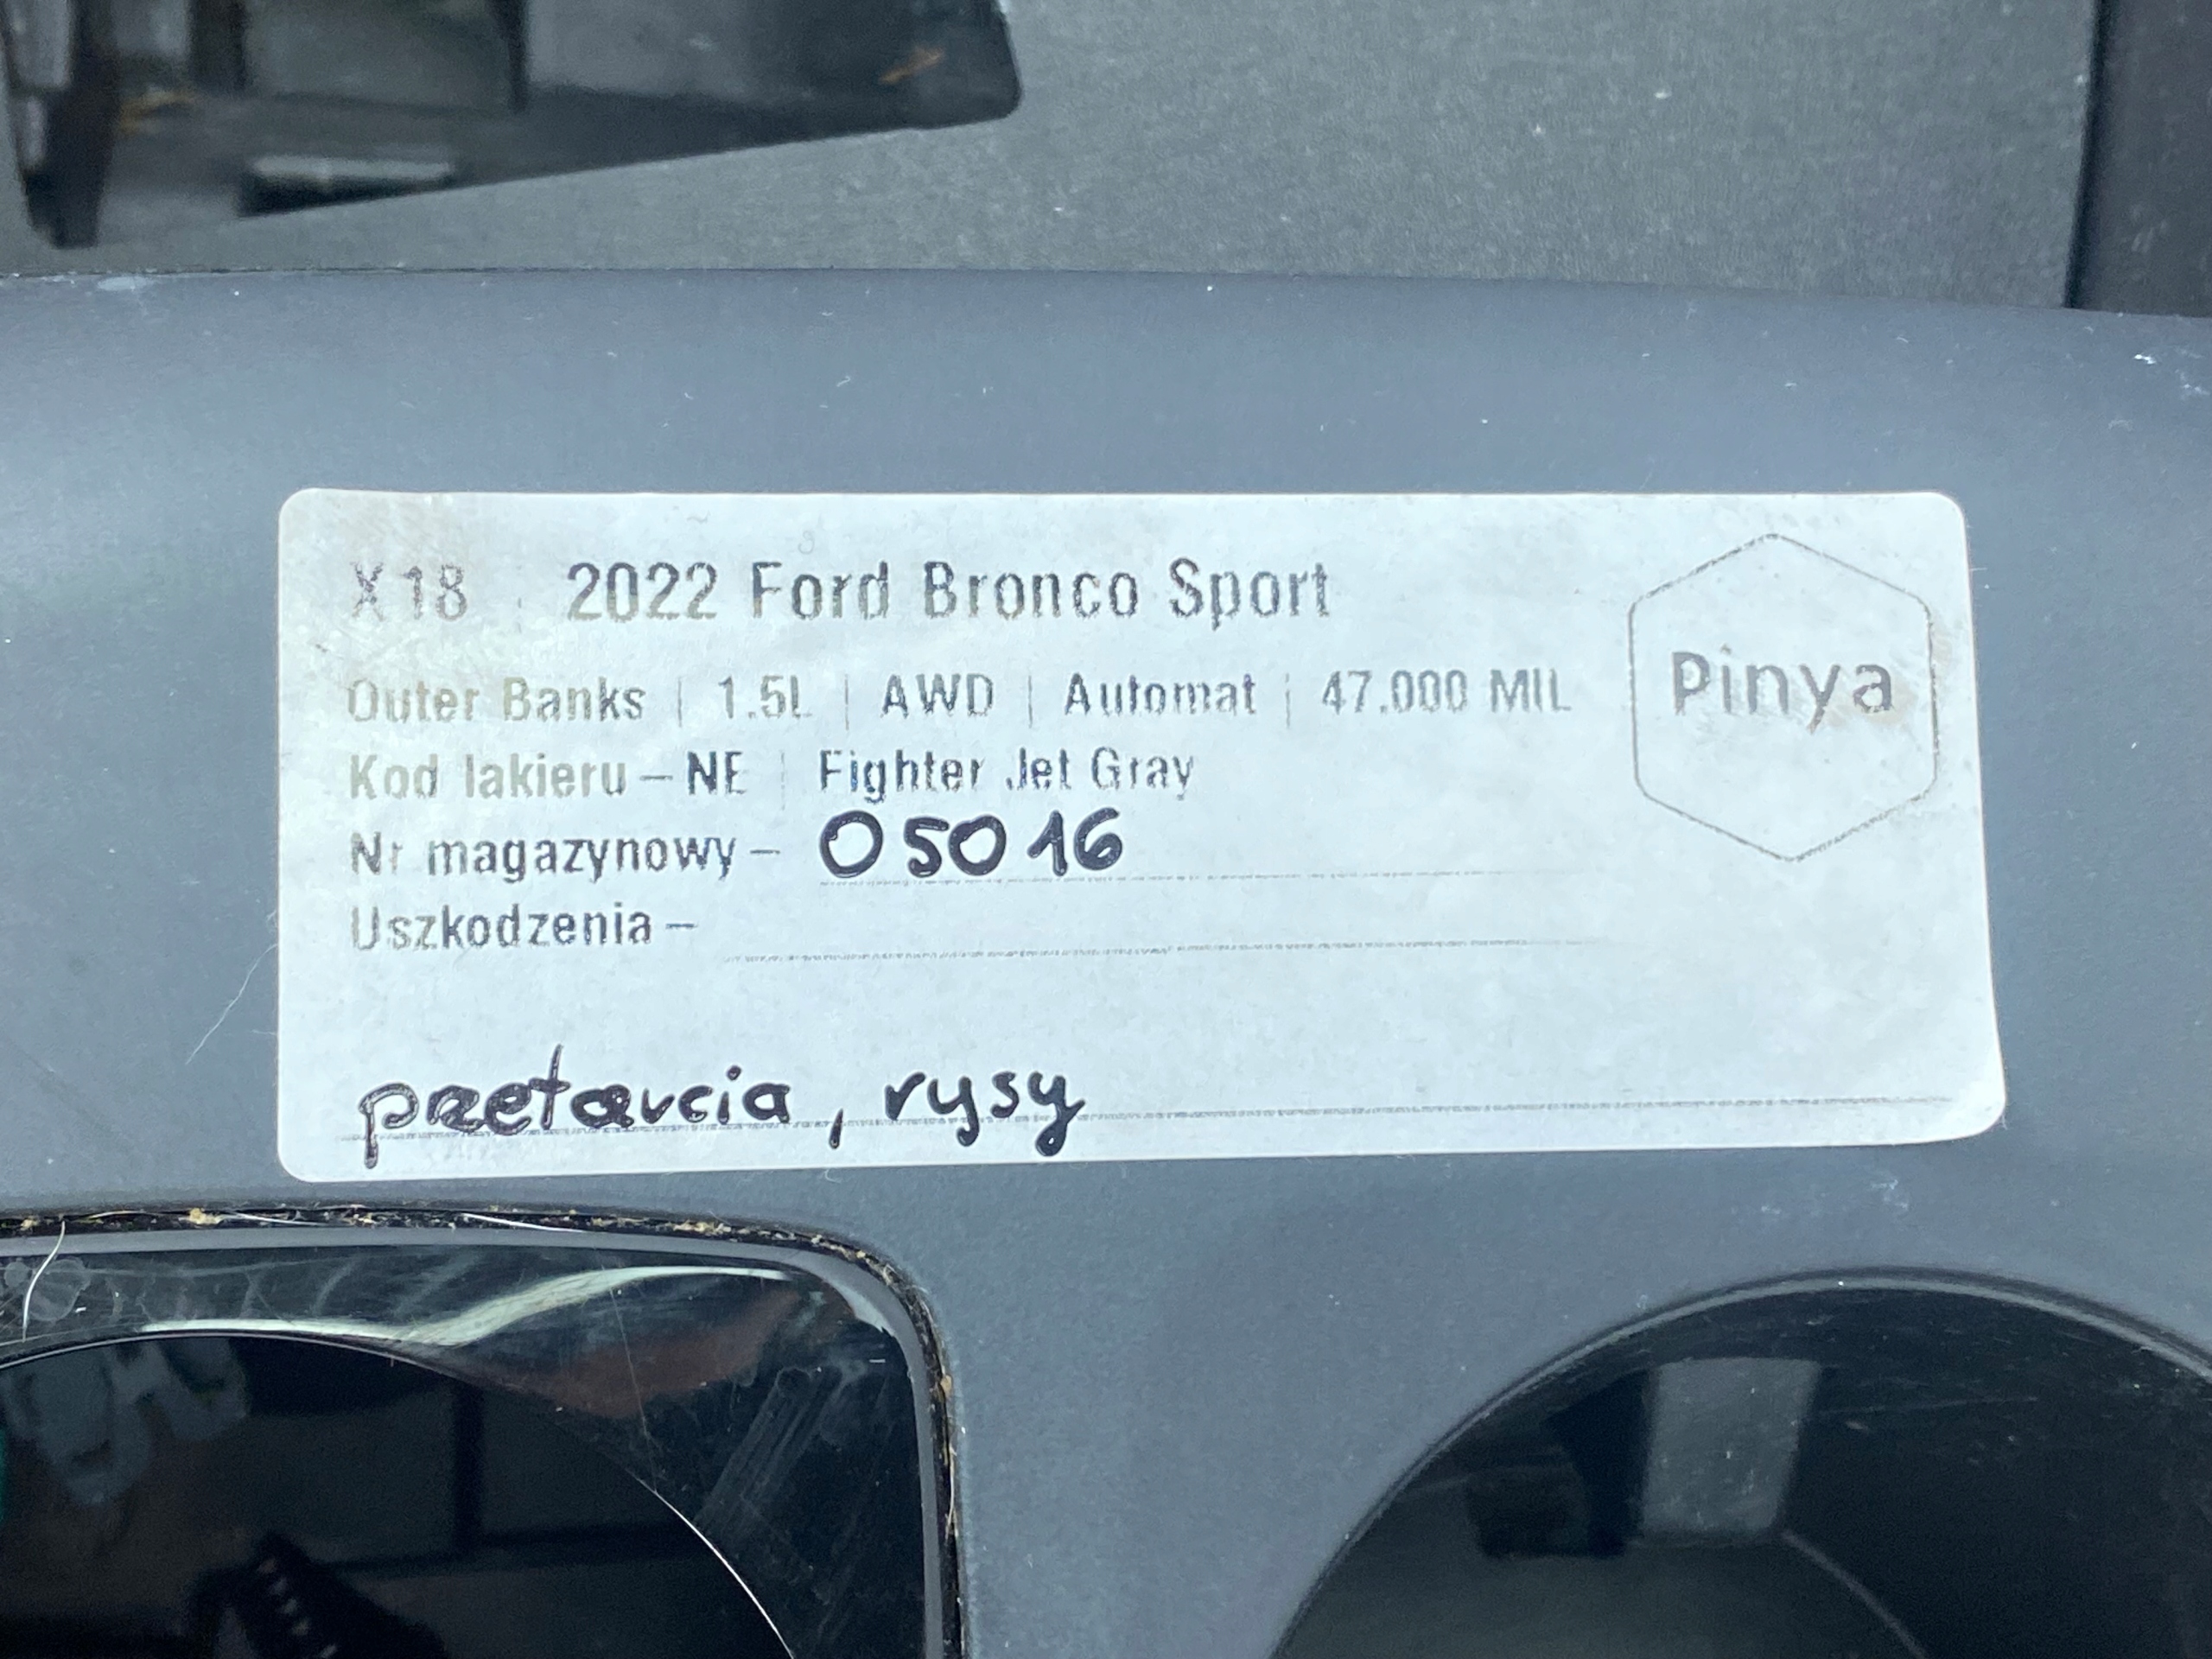 X18 | 2022 Ford Bronco Sport
Outer Banks | 1.5L | AWD | Automat | 47.000 MIL
Pinya
Kod lakieru – NE | Fighter Jet Gray
Nr magazynowy – 05016
Uszkodzenia –
przetarcia, rysy